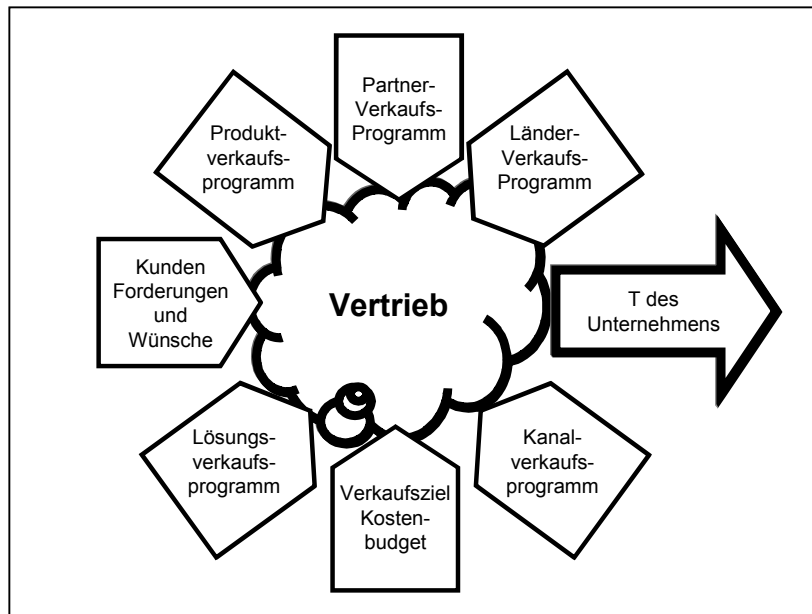 Partner-
Verkaufs-
Programm
Produkt-
verkaufs-
programm
Länder-
Verkaufs-
Programm
Kunden
Forderungen
und
Wünsche
Vertrieb
T des
Unternehmens
Lösungs-
verkaufs-
programm
Verkaufsziel
Kosten-
budget
Kanal-
verkaufs-
programm